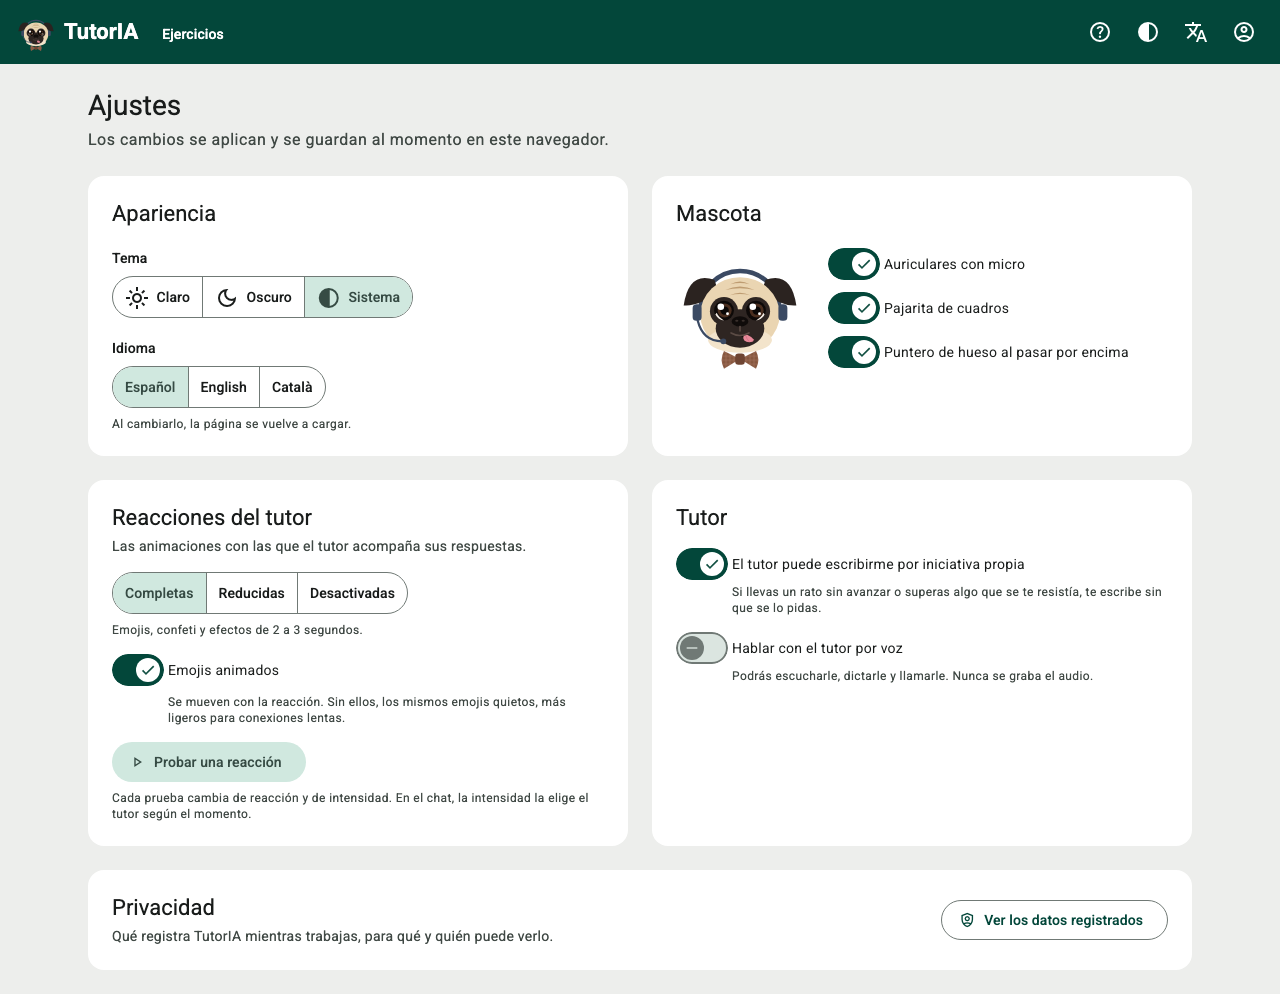 TutorIA
Ejercicios
Ajustes
Los cambios se aplican y se guardan al momento en este navegador.
Apariencia
Tema
Claro
Oscuro
Sistema
Idioma
Español
English
Català
Al cambiarlo, la página se vuelve a cargar.
Mascota
Auriculares con micro
Pajarita de cuadros
Puntero de hueso al pasar por encima
Reacciones del tutor
Las animaciones con las que el tutor acompaña sus respuestas.
Completas
Reducidas
Desactivadas
Emojis, confeti y efectos de 2 a 3 segundos.
Emojis animados
Se mueven con la reacción. Sin ellos, los mismos emojis quietos, más
ligeros para conexiones lentas.
Probar una reacción
Cada prueba cambia de reacción y de intensidad. En el chat, la intensidad la elige el
tutor según el momento.
Tutor
El tutor puede escribirme por iniciativa propia
Si llevas un rato sin avanzar o superas algo que se te resistía, te escribe sin
que se lo pidas.
Hablar con el tutor por voz
Podrás escucharle, dictarle y llamarle. Nunca se graba el audio.
Privacidad
Qué registra TutorIA mientras trabajas, para qué y quién puede verlo.
Ver los datos registrados